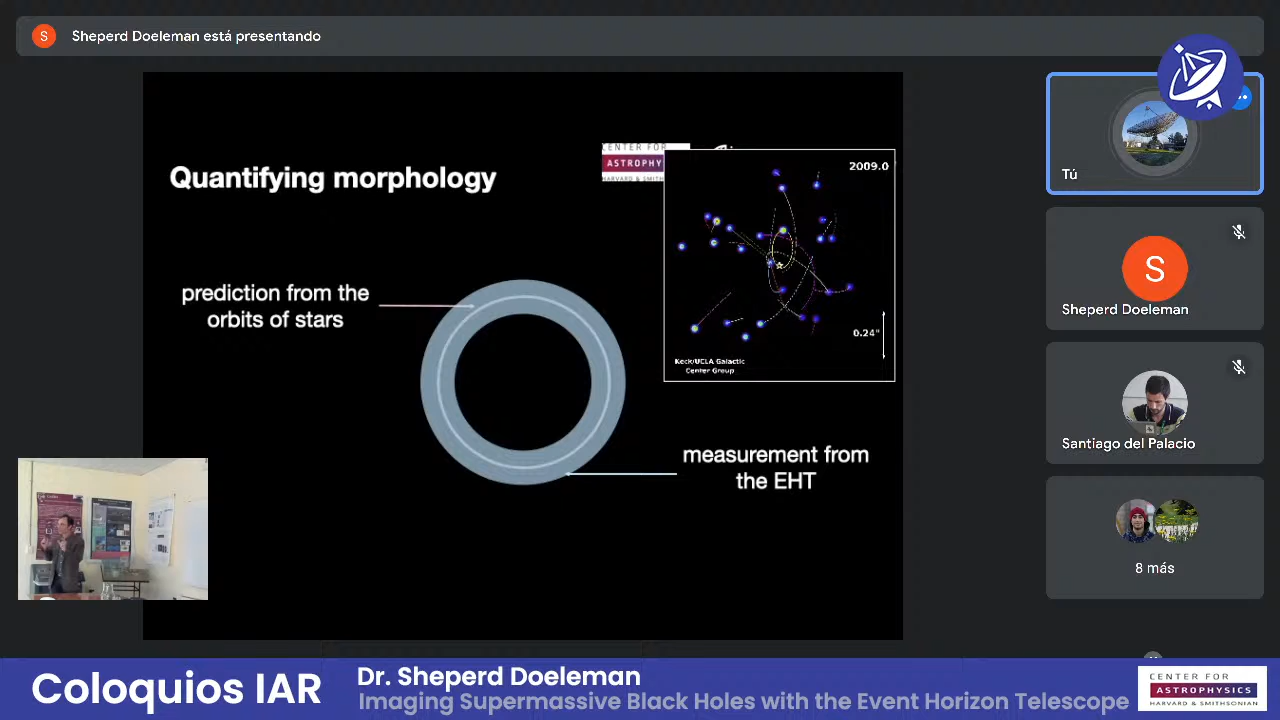 S
Sheperd Doeleman está presentando
Quantifying morphology
CENTER FOR
ASTROPHY
HARVARD & SMITH
2009.0
prediction from the
orbits of stars
0.24"
Keck/UCLA Galactic
Center Group
measurement from
the EHT
Tú
S
Sheperd Doeleman
Santiago del Palacio
8 más
Coloquios IAR
Dr. Sheperd Doeleman
Imaging Supermassive Black Holes with the Event Horizon Telescope
CENTER FOR
ASTROPHYSICS
HARVARD & SMITHSONIAN